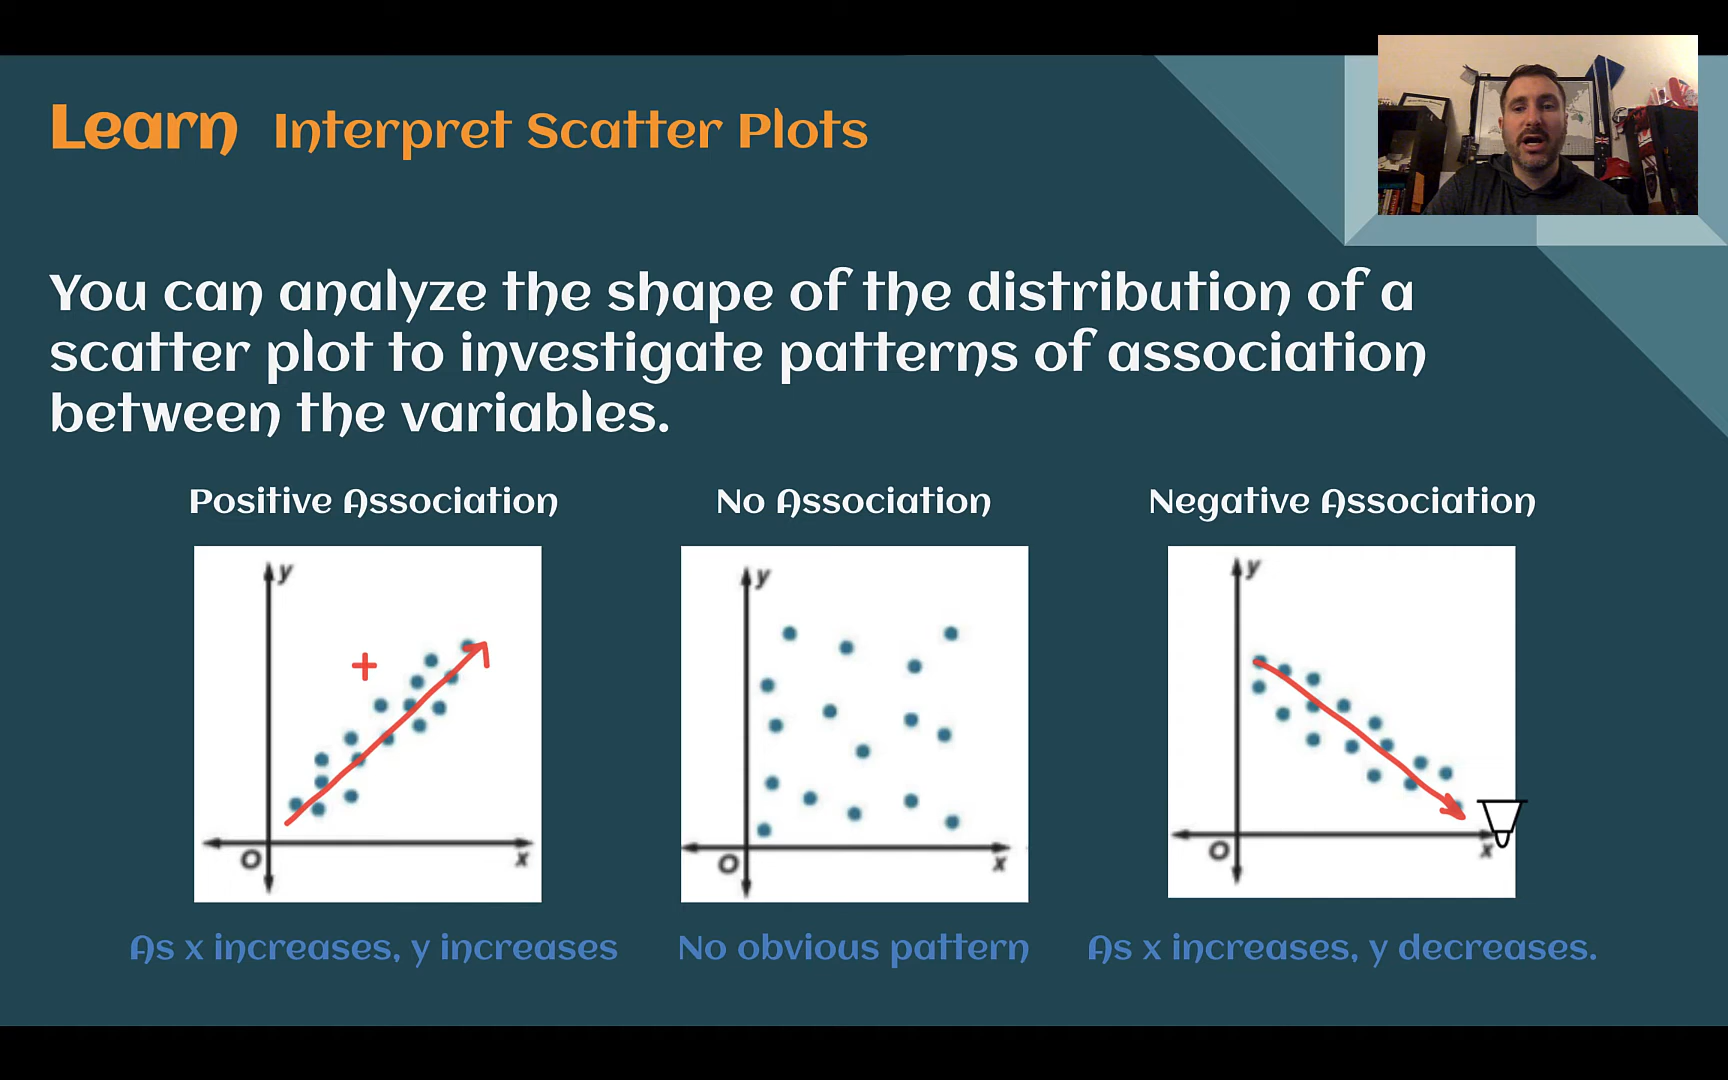 Learn Interpret Scatter Plots
You can analyze the shape of the distribution of a
scatter plot to investigate patterns of association
between the variables.
Positive Association
No Association
Negative Association
y
+
O
x
y
O
x
y
O
x
As x increases, y increases
No obvious pattern
As x increases, y decreases.